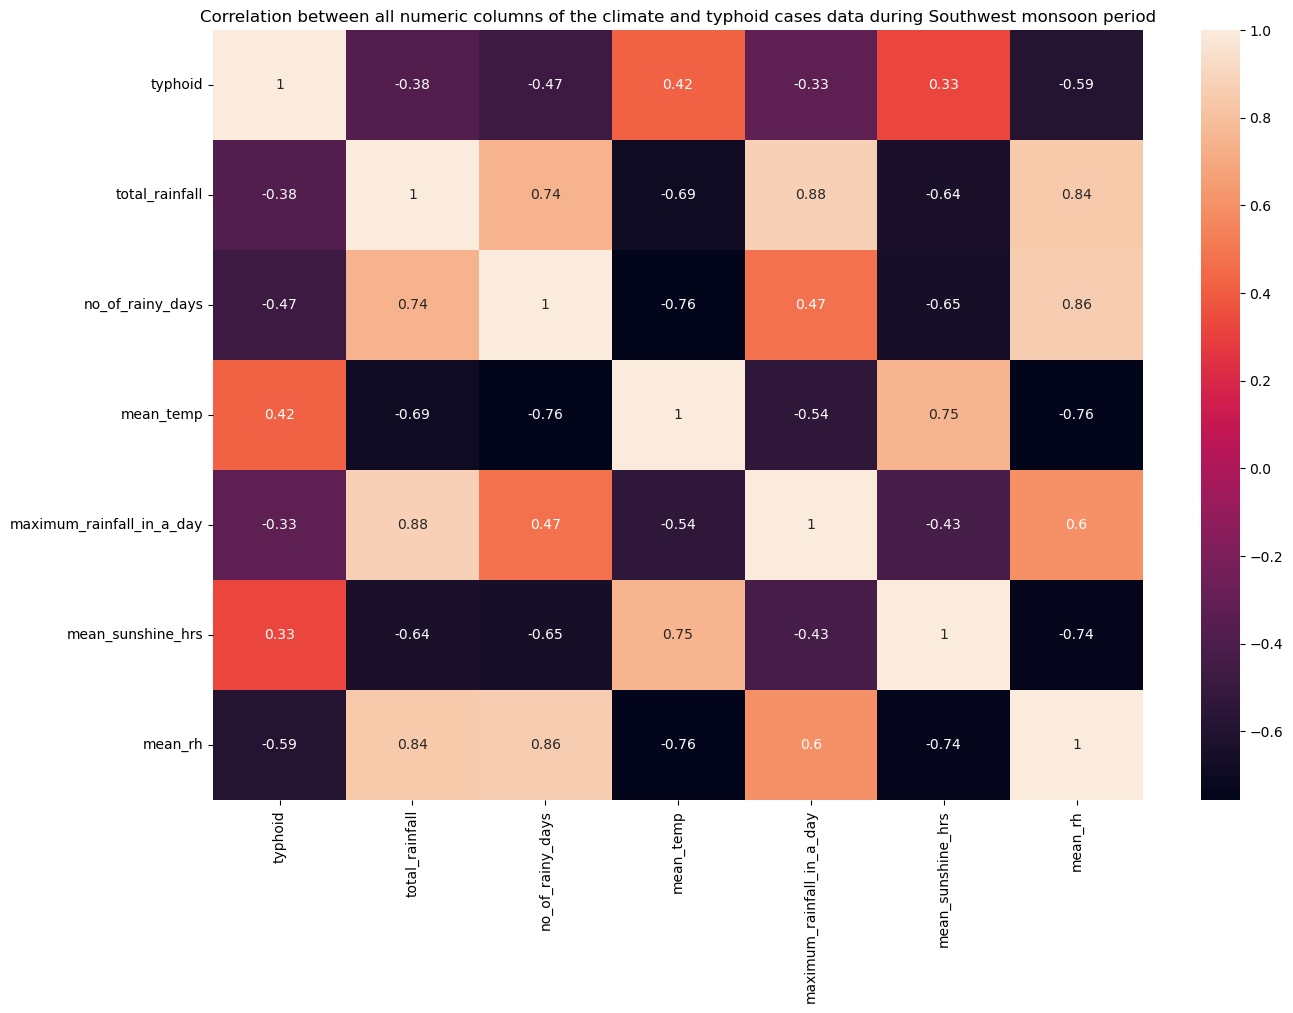 Correlation between all numeric columns of the climate and typhoid cases data during Southwest monsoon period
typhoid 1 -0.38 -0.47 0.42 -0.33 0.33 -0.59
total_rainfall -0.38 1 0.74 -0.69 0.88 -0.64 0.84
no_of_rainy_days -0.47 0.74 1 -0.76 0.47 -0.65 0.86
mean_temp 0.42 -0.69 -0.76 1 -0.54 0.75 -0.76
maximum_rainfall_in_a_day -0.33 0.88 0.47 -0.54 1 -0.43 0.6
mean_sunshine_hrs 0.33 -0.64 -0.65 0.75 -0.43 1 -0.74
mean_rh -0.59 0.84 0.86 -0.76 0.6 -0.74 1
typhoid
total_rainfall
no_of_rainy_days
mean_temp
maximum_rainfall_in_a_day
mean_sunshine_hrs
mean_rh
1.0
0.8
0.6
0.4
0.2
0.0
−0.2
−0.4
−0.6